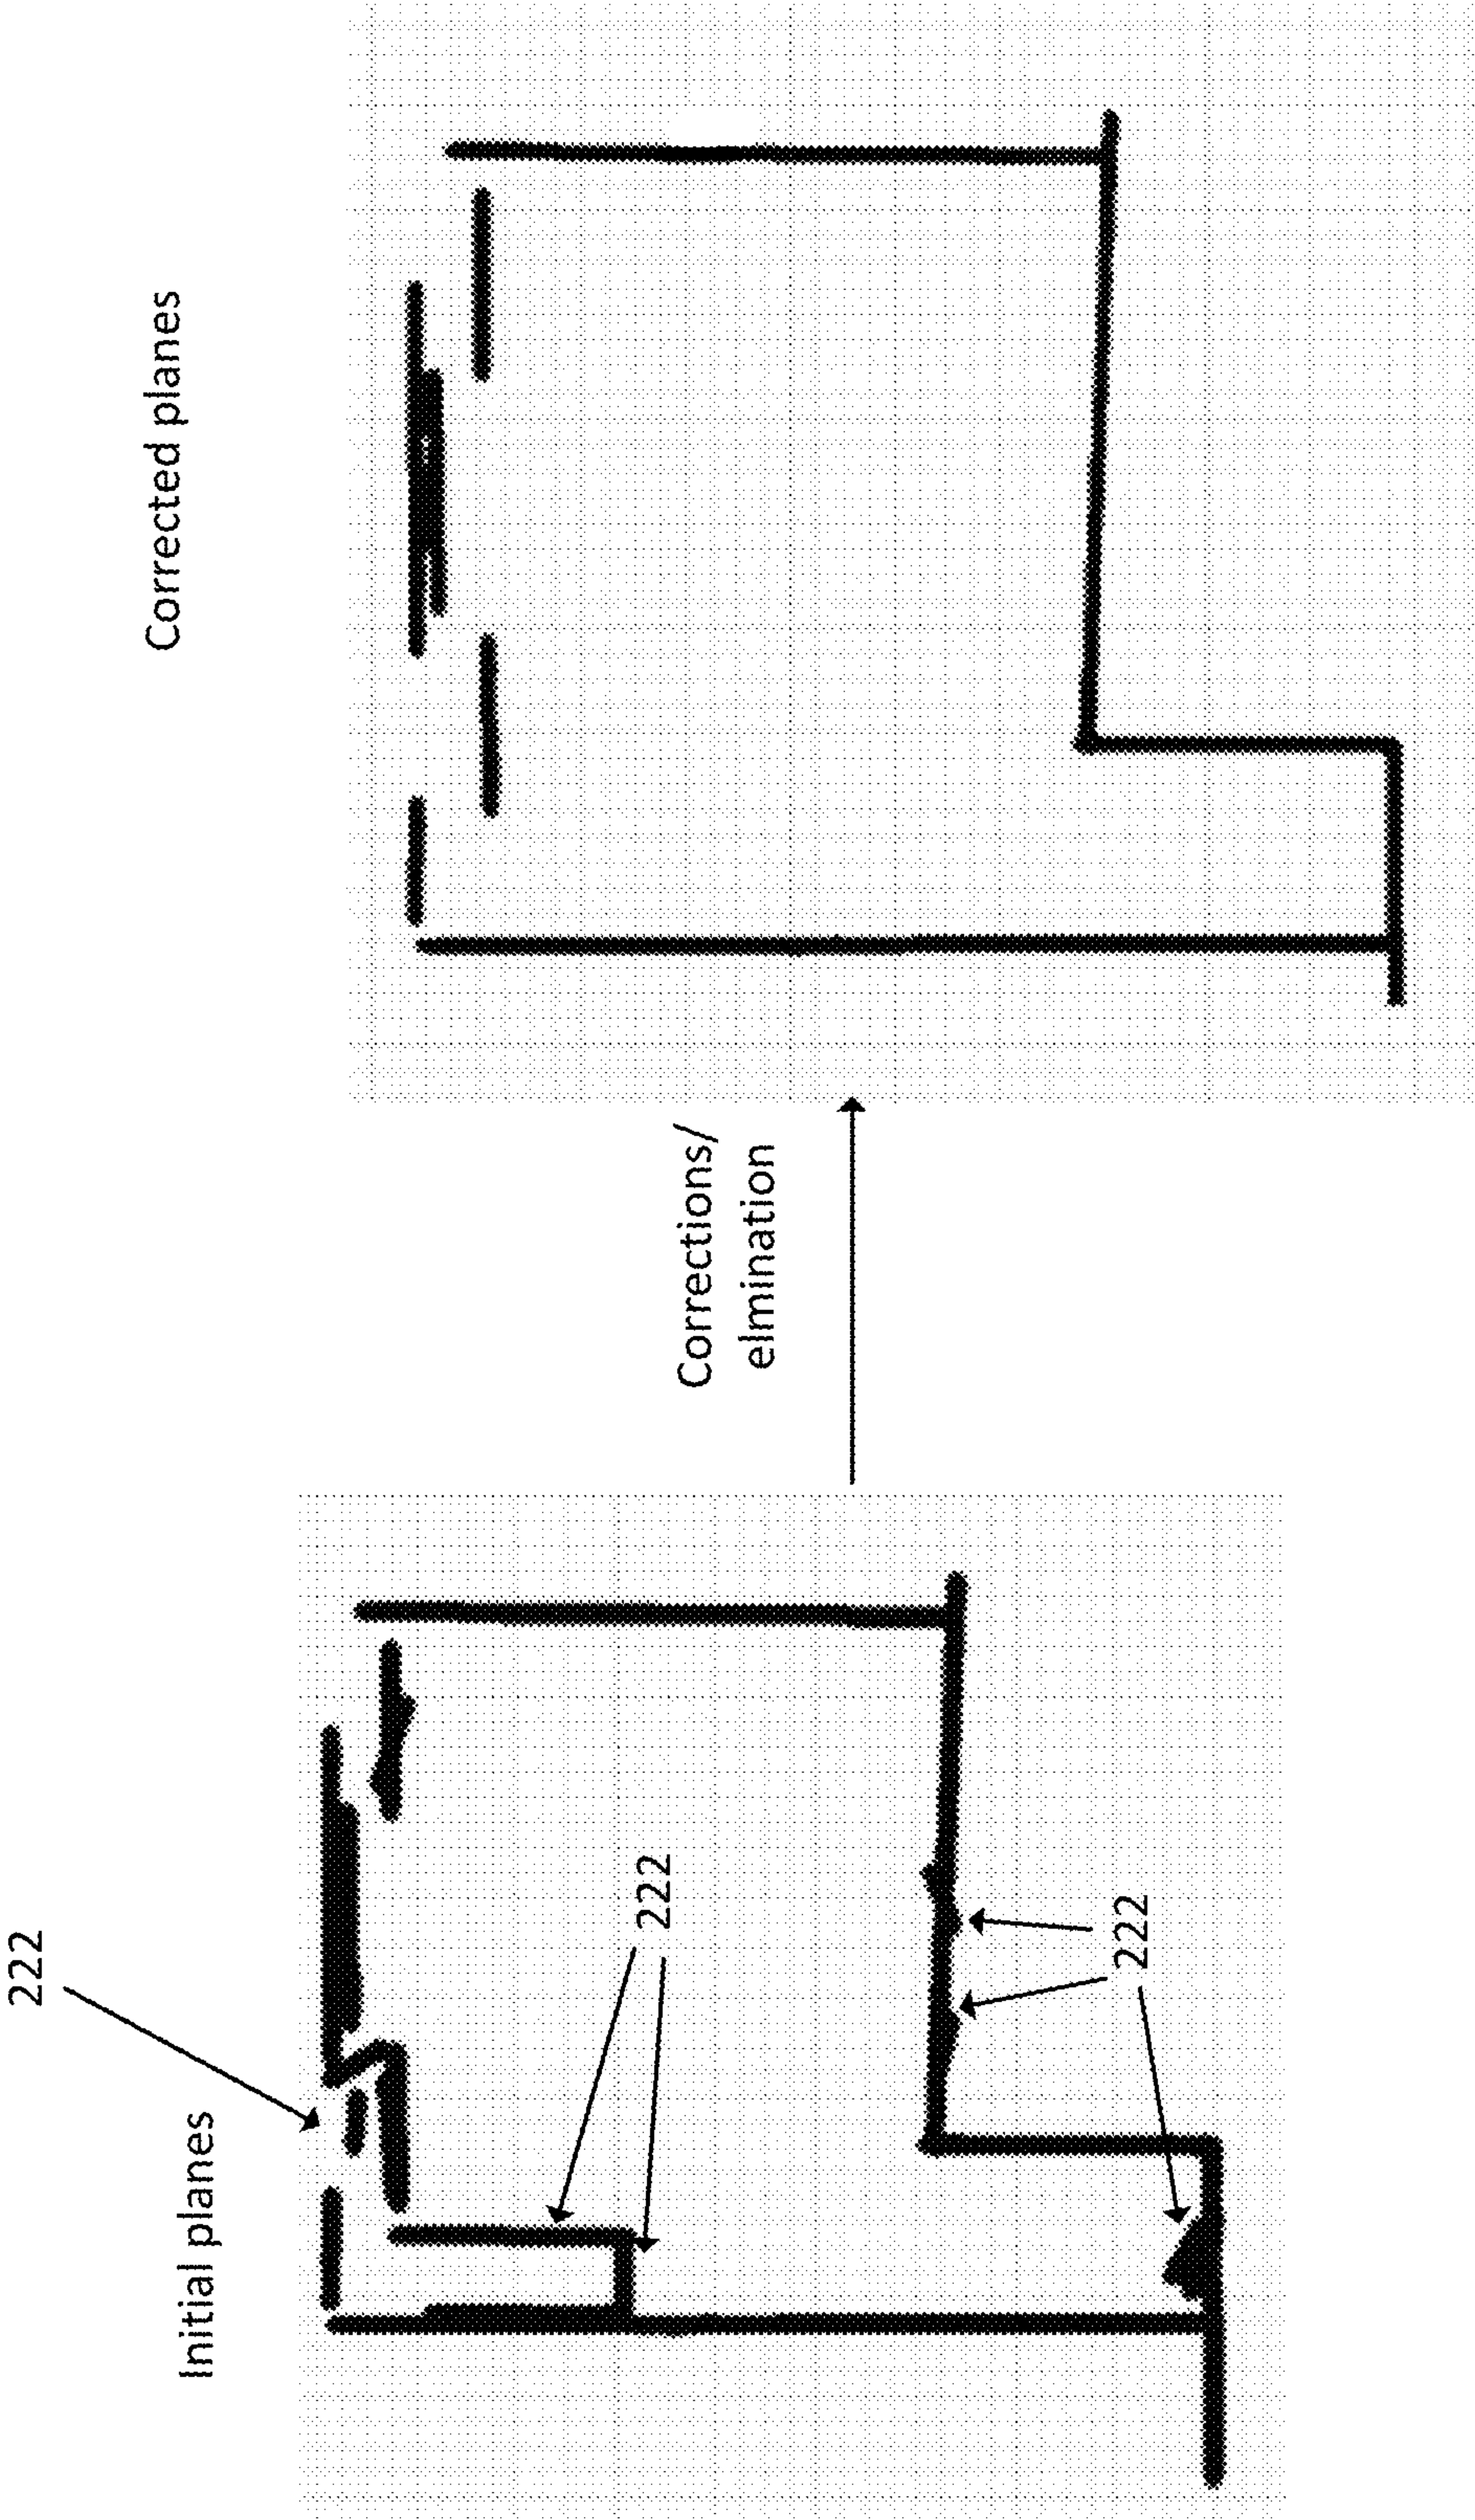 222
Initial planes
222
222
Corrections/
elmination
Corrected planes